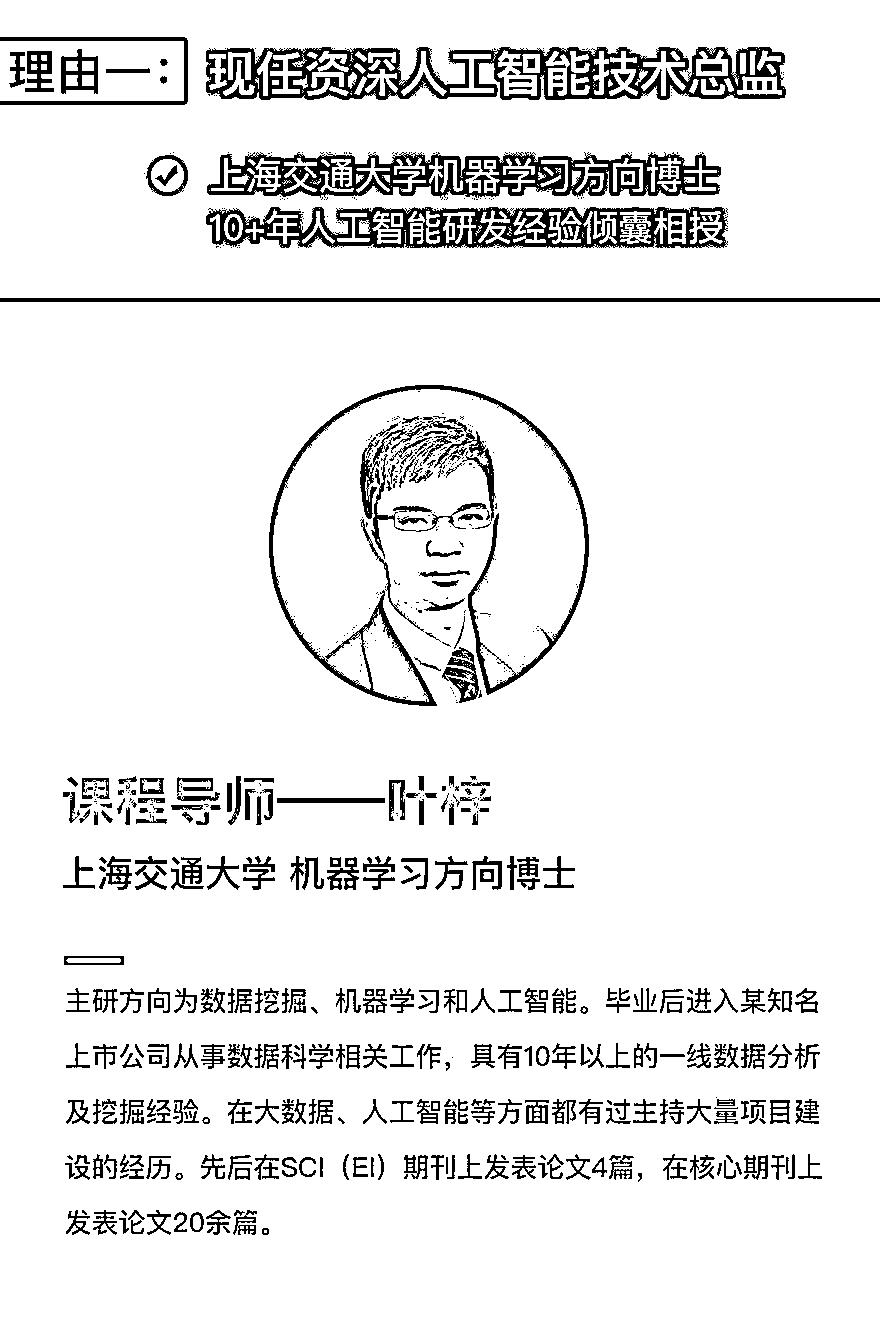 理由一：现任资深人工智能技术总监
上海交通大学机器学习方向博士
10+年人工智能研发经验倾囊相授
课程导师——叶梓
上海交通大学 机器学习方向博士
主研方向为数据挖掘、机器学习和人工智能。毕业后进入某知名
上市公司从事数据科学相关工作，具有10年以上的一线数据分析
及挖掘经验。在大数据、人工智能等方面都有过主持大量项目建
设的经历。先后在SCI（EI）期刊上发表论文4篇，在核心期刊上
发表论文20余篇。